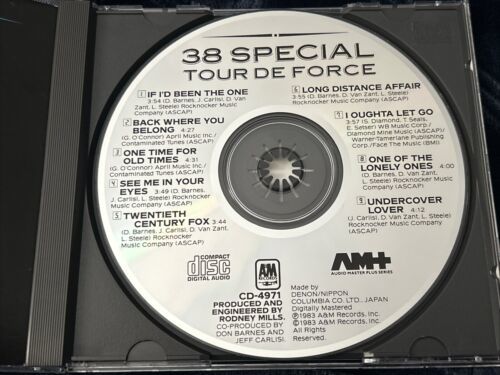 38 SPECIAL
TOUR DE FORCE
1 IF I'D BEEN THE ONE
3:54 (D. Barnes, J. Carlisi, D. Van
Zant, L. Steele) Rocknocker
Music Company (ASCAP)
2 BACK WHERE YOU
BELONG 4:27
(G. O'Connor) April Music Inc./
Contaminated Tunes (ASCAP)
3 ONE TIME FOR
OLD TIMES 4:31
(G. O'Connor) April Music Inc./
Contaminated Tunes (ASCAP)
4 SEE ME IN YOUR
EYES 3:49 (D. Barnes,
J. Carlisi, D. Van Zant,
L. Steele) Rocknocker
Music Company (ASCAP)
5 TWENTIETH
CENTURY FOX 3:44
(D. Barnes, J. Carlisi, D. Van Zant,
L. Steele) Rocknocker
Music Company (ASCAP)
6 LONG DISTANCE AFFAIR
3:55 (D. Barnes, D. Van Zant, L. Steele)
Rocknocker Music Company (ASCAP)
7 I OUGHTA LET GO
3:57 (S. Diamond, T. Seals,
E. Setser) WB Music Corp./
Diamond Mine Music (ASCAP)/
Warner-Tamerlane Publishing
Corp./Face The Music (BMI)
8 ONE OF THE
LONELY ONES 4:00
(J. Carlisi, D. Van Zant,
L. Steele) Rocknocker
Music Company (ASCAP)
9 UNDERCOVER
LOVER 4:12
(J. Carlisi, D. Van Zant, L. Steele)
Rocknocker Music Company (ASCAP)
COMPACT
disc
DIGITAL AUDIO
A&M
RECORDS
AM+
AUDIO MASTER PLUS SERIES
CD-4971
PRODUCED AND
ENGINEERED BY
RODNEY MILLS.
CO-PRODUCED BY
DON BARNES AND
JEFF CARLISI.
Made by
DENON/NIPPON
COLUMBIA CO. LTD., JAPAN
Digitally Mastered
℗1983 A&M Records, Inc.
©1983 A&M Records, Inc.
All Rights
Reserved.